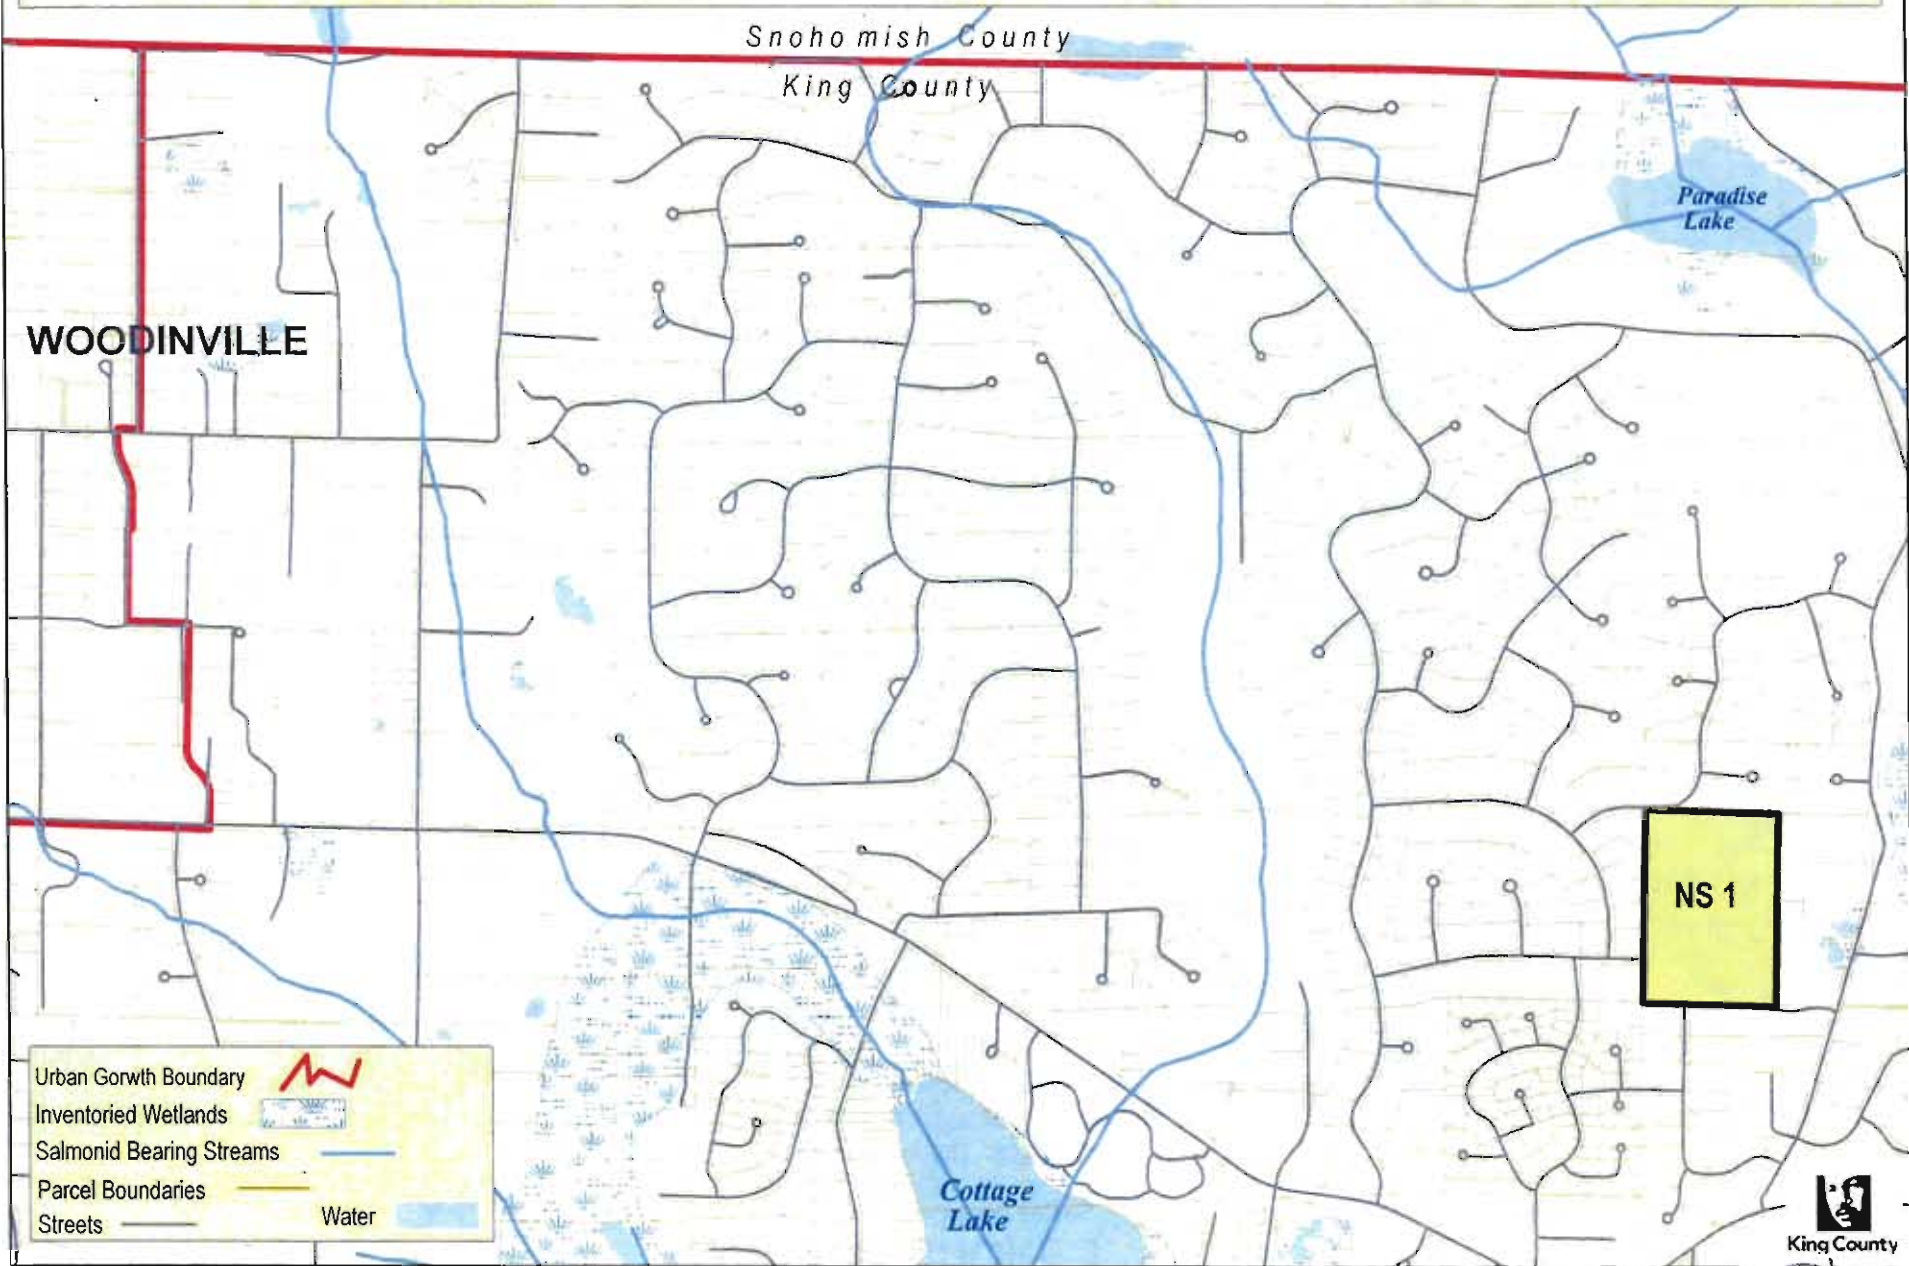 Snohomish County
King County
Paradise
Lake
WOODINVILLE
NS 1
Urban Gorwth Boundary
Inventoried Wetlands
Salmonid Bearing Streams
Parcel Boundaries
Streets
Water
Cottage
Lake
King County